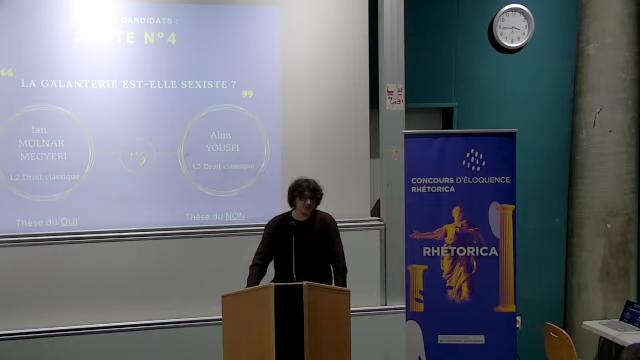 CANDIDATS :
N°4
“ LA GALANTERIE EST-ELLE SEXISTE ? ”
Ian
MOLNAR
MEGYERI
L2 Droit classique
Thèse du OUI
VS
Alim
YOUSFI
L2 Droit classique
Thèse du NON
CONCOURS D'ÉLOQUENCE
RHÉTORICA
RHÉTORICA